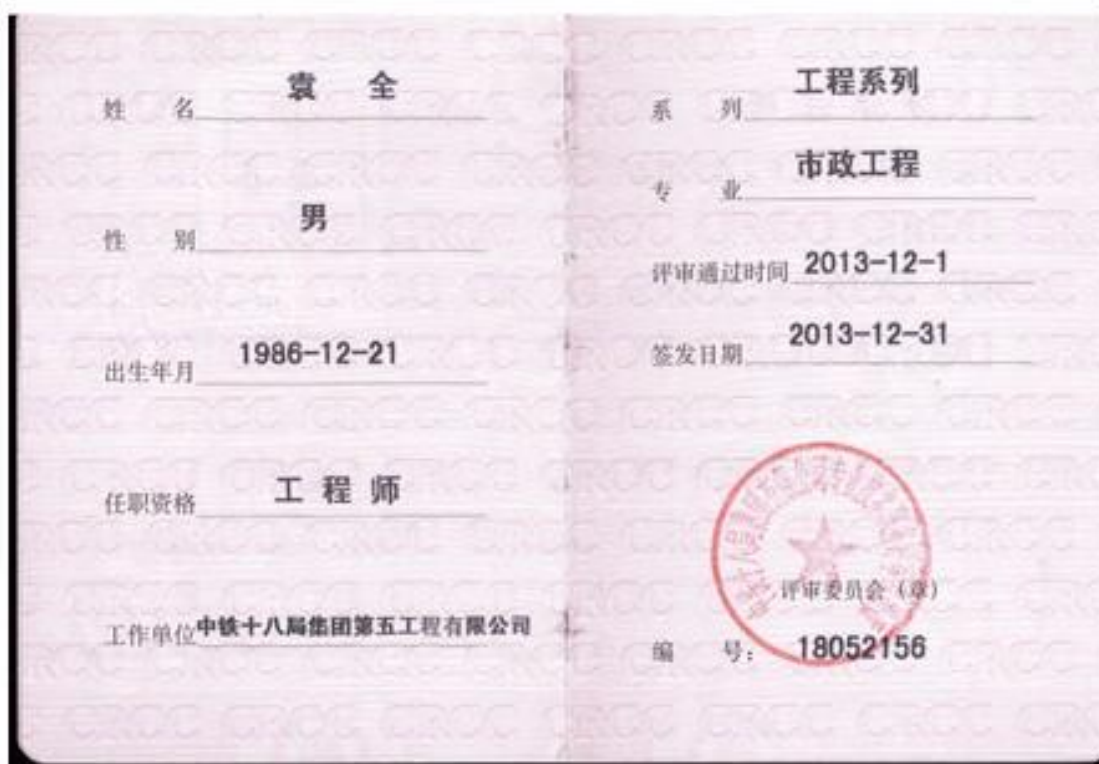 姓 名 袁 全
性 别 男
出生年月 1986-12-21
任职资格 工程师
工作单位 中铁十八局集团第五工程有限公司
系 列 工程系列
专 业 市政工程
评审通过时间 2013-12-1
签发日期 2013-12-31
评审委员会(章)
编 号: 18052156
CRCC